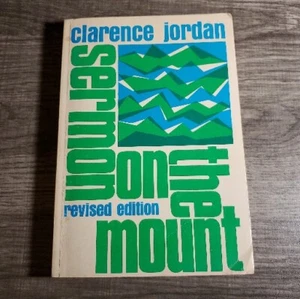 clarence jordan
sermon
on
the
mount
revised edition